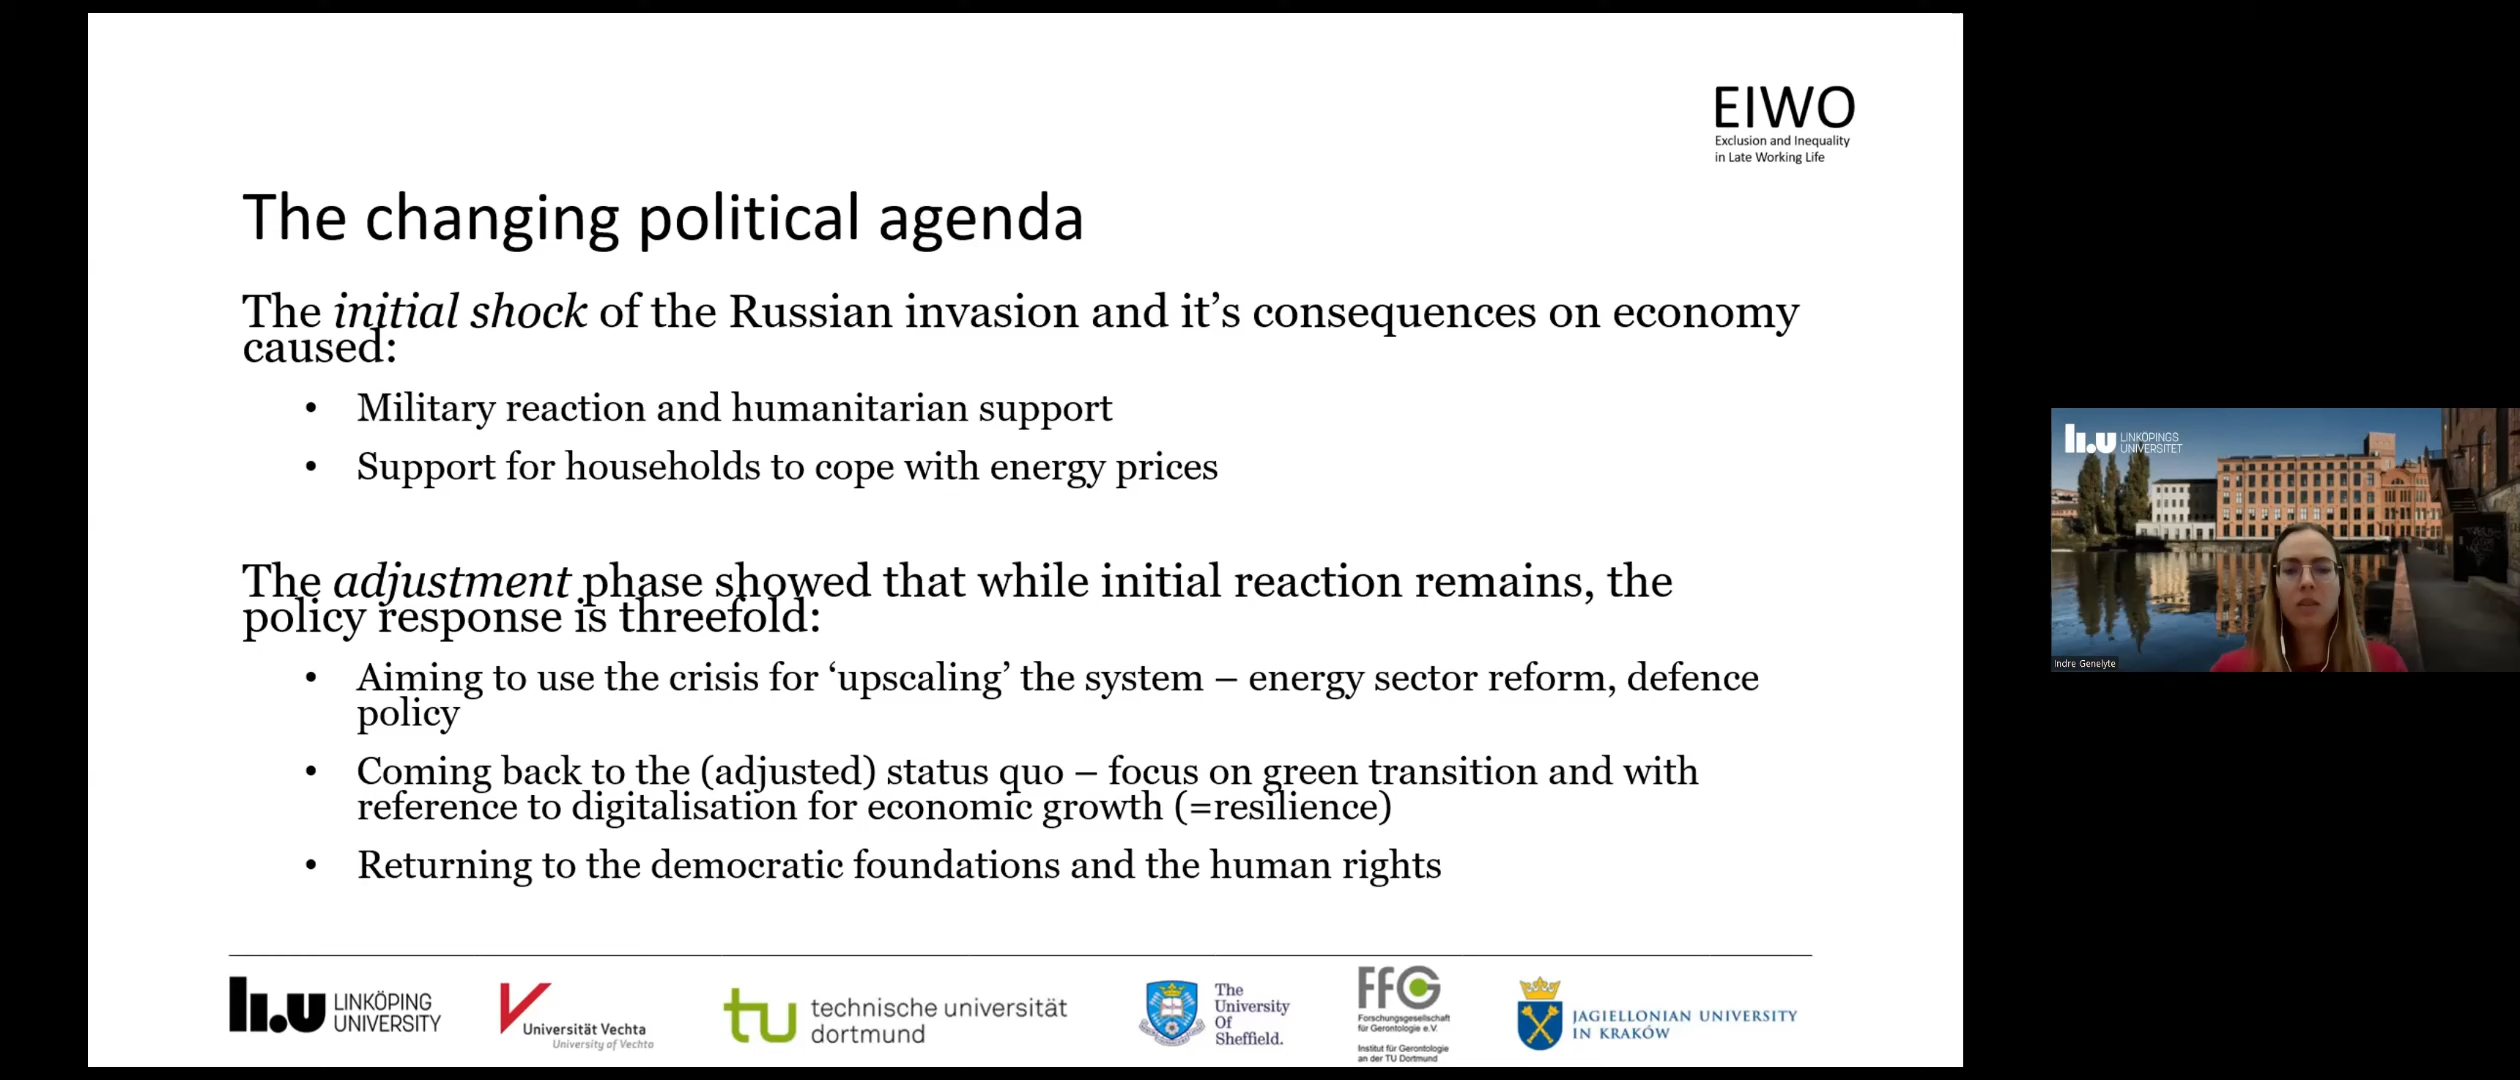 EIWO
Exclusion and Inequality
in Late Working Life
The changing political agenda
The initial shock of the Russian invasion and it’s consequences on economy
caused:
• Military reaction and humanitarian support
• Support for households to cope with energy prices
The adjustment phase showed that while initial reaction remains, the
policy response is threefold:
• Aiming to use the crisis for ‘upscaling’ the system – energy sector reform, defence
policy
• Coming back to the (adjusted) status quo – focus on green transition and with
reference to digitalisation for economic growth (=resilience)
• Returning to the democratic foundations and the human rights
li.u LINKÖPING
UNIVERSITY
Universität Vechta
University of Vechta
tu technische universität
dortmund
The
University
Of
Sheffield.
FfG
Forschungsgesellschaft
für Gerontologie e.V.
Institut für Gerontologie
an der TU Dortmund
JAGIELLONIAN UNIVERSITY
IN KRAKÓW
li.u LINKÖPINGS
UNIVERSITET
Indre Genelyte